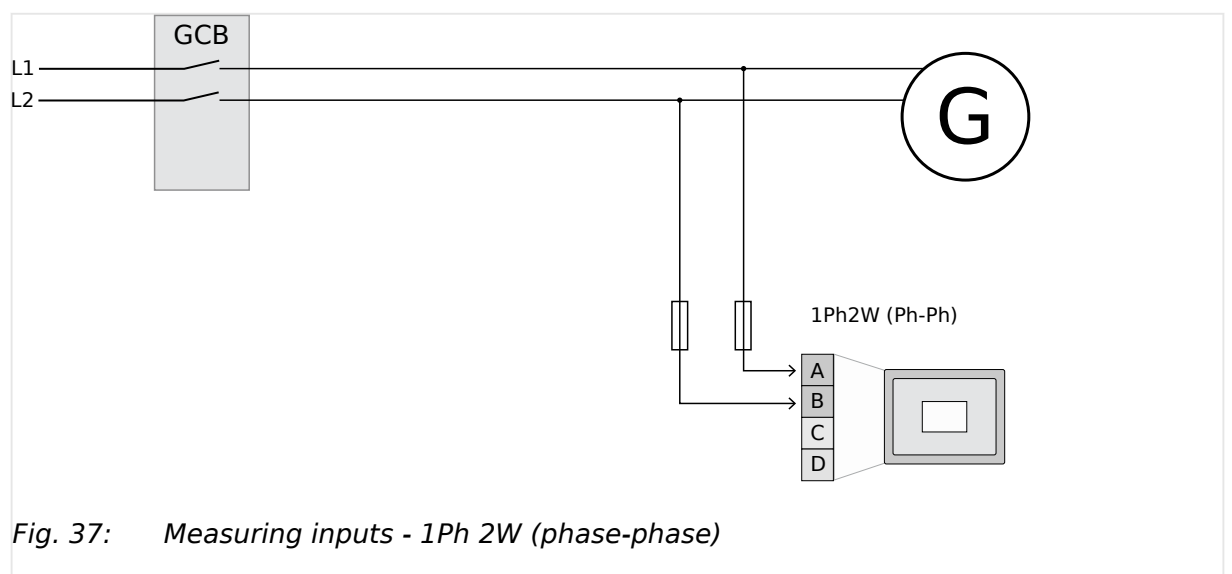 GCB
L1
L2
G
1Ph2W (Ph-Ph)
A
B
C
D
Fig. 37: Measuring inputs - 1Ph 2W (phase-phase)